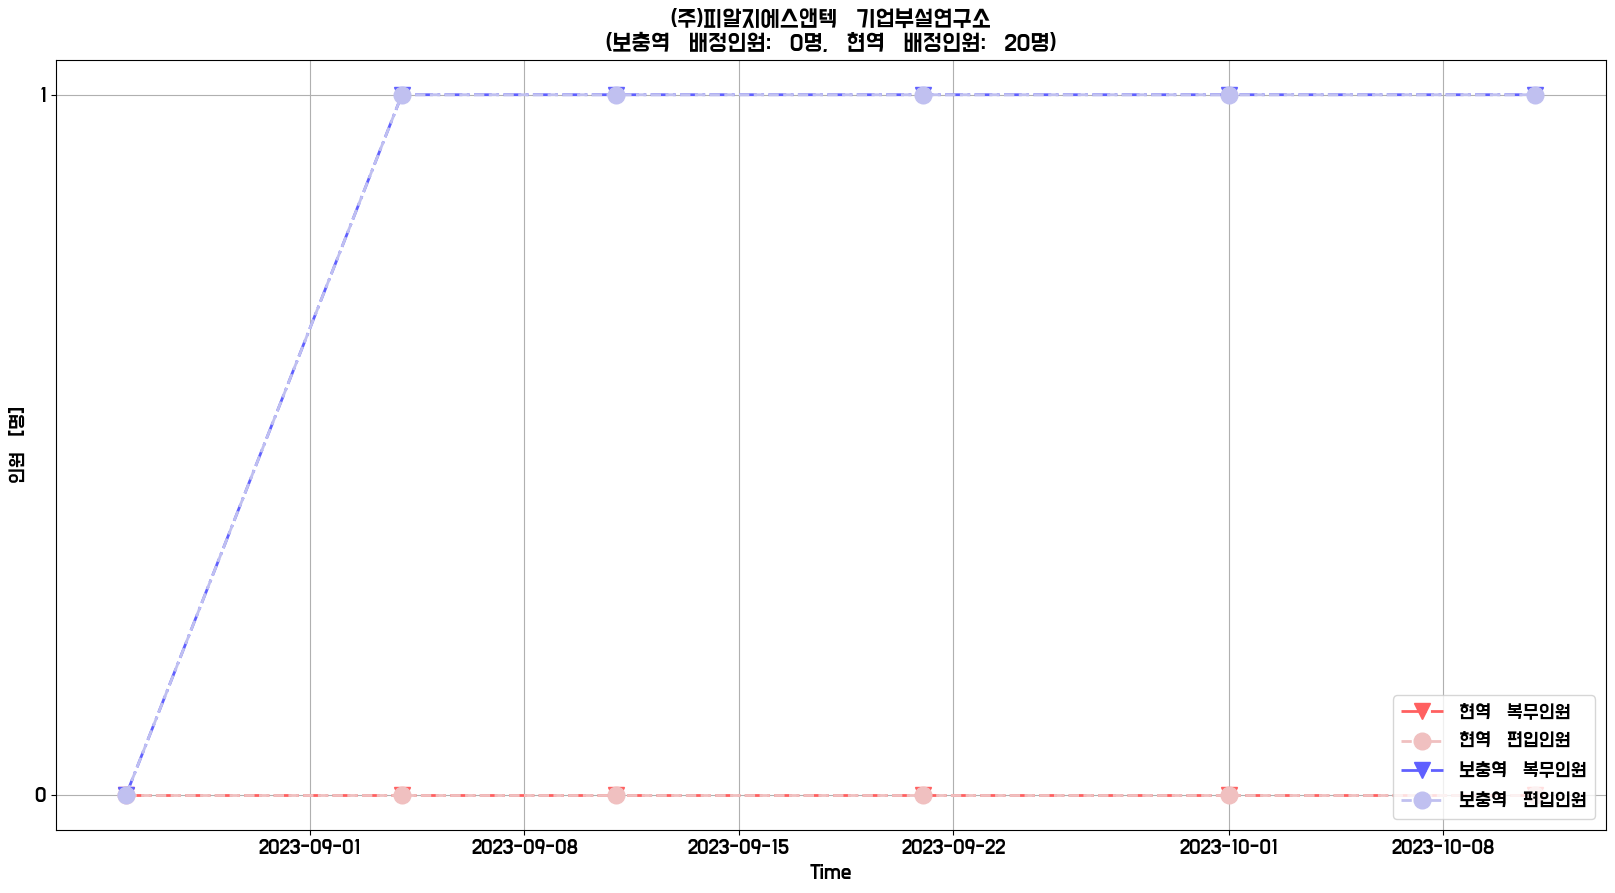 (주)피알지에스앤텍 기업부설연구소
(보충역 배정인원: 0명, 현역 배정인원: 20명)
1
인원 [명]
0
현역 복무인원
현역 편입인원
보충역 복무인원
보충역 편입인원
2023-09-01 2023-09-08 2023-09-15 2023-09-22 2023-10-01 2023-10-08
Time